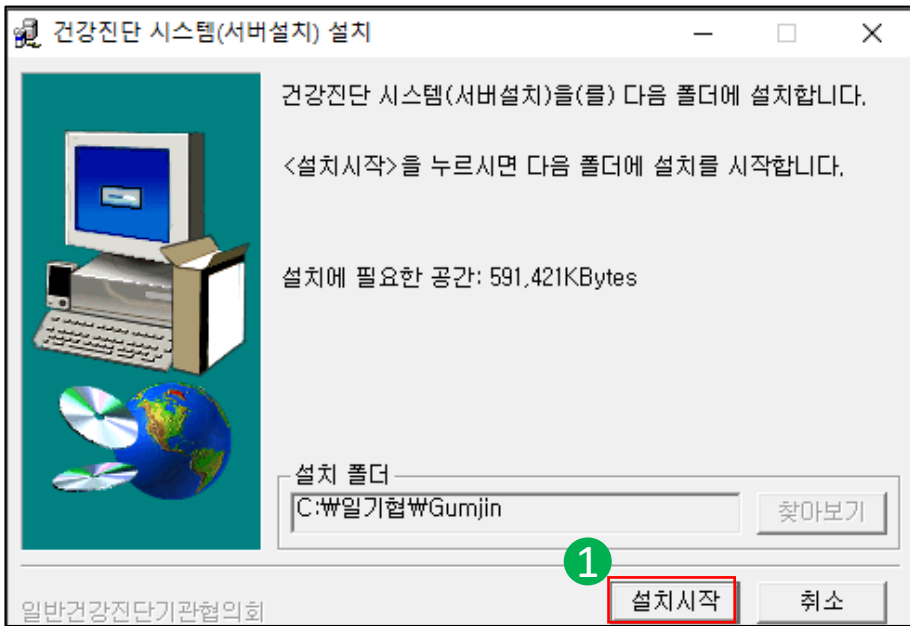 건강진단 시스템(서버설치) 설치
건강진단 시스템(서버설치)을(를) 다음 폴더에 설치합니다.
<설치시작>을 누르시면 다음 폴더에 설치를 시작합니다.
설치에 필요한 공간: 591,421KBytes
설치 폴더
C:₩일기협₩Gumjin
찾아보기
1
설치시작
취소
일반건강진단기관협의회